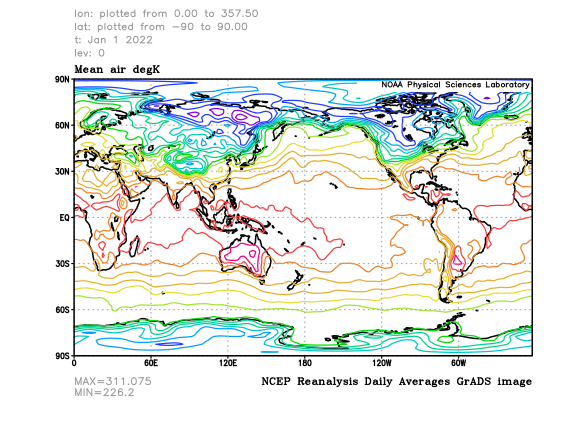 lon: plotted from 0.00 to 357.50
lat: plotted from −90 to 90.00
t: Jan 1 2022
lev: 0
Mean air degK
NOAA Physical Sciences Laboratory
90N
60N
30N
EQ
30S
60S
90S
0 60E 120E 180 120W 60W
MAX=311.075
MIN=226.2
NCEP Reanalysis Daily Averages GrADS image